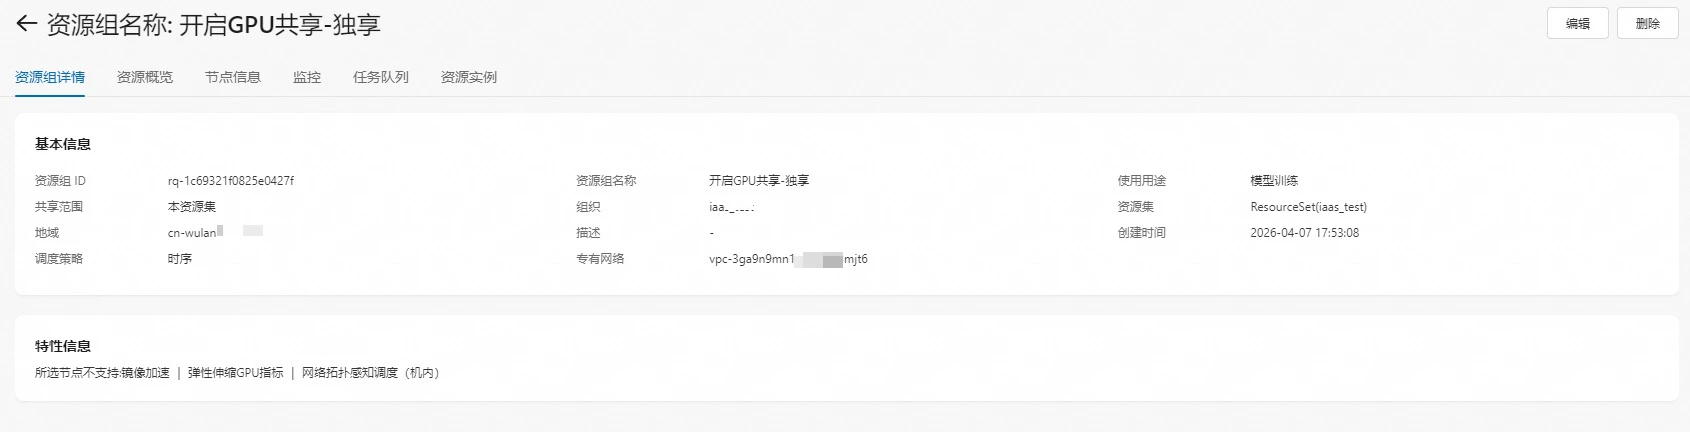 资源组名称: 开启GPU共享-独享
编辑 删除
资源组详情 资源概览 节点信息 监控 任务队列 资源实例
基本信息
资源组 ID rq-1c69321f0825e0427f 资源组名称 开启GPU共享-独享 使用用途 模型训练
共享范围 本资源集 组织 iaa 资源集 ResourceSet(iaas_test)
地域 cn-wulan 描述 - 创建时间 2026-04-07 17:53:08
调度策略 时序 专有网络 vpc-3ga9n9mn1 mjt6
特性信息
所选节点不支持:镜像加速 | 弹性伸缩GPU指标 | 网络拓扑感知调度（机内）